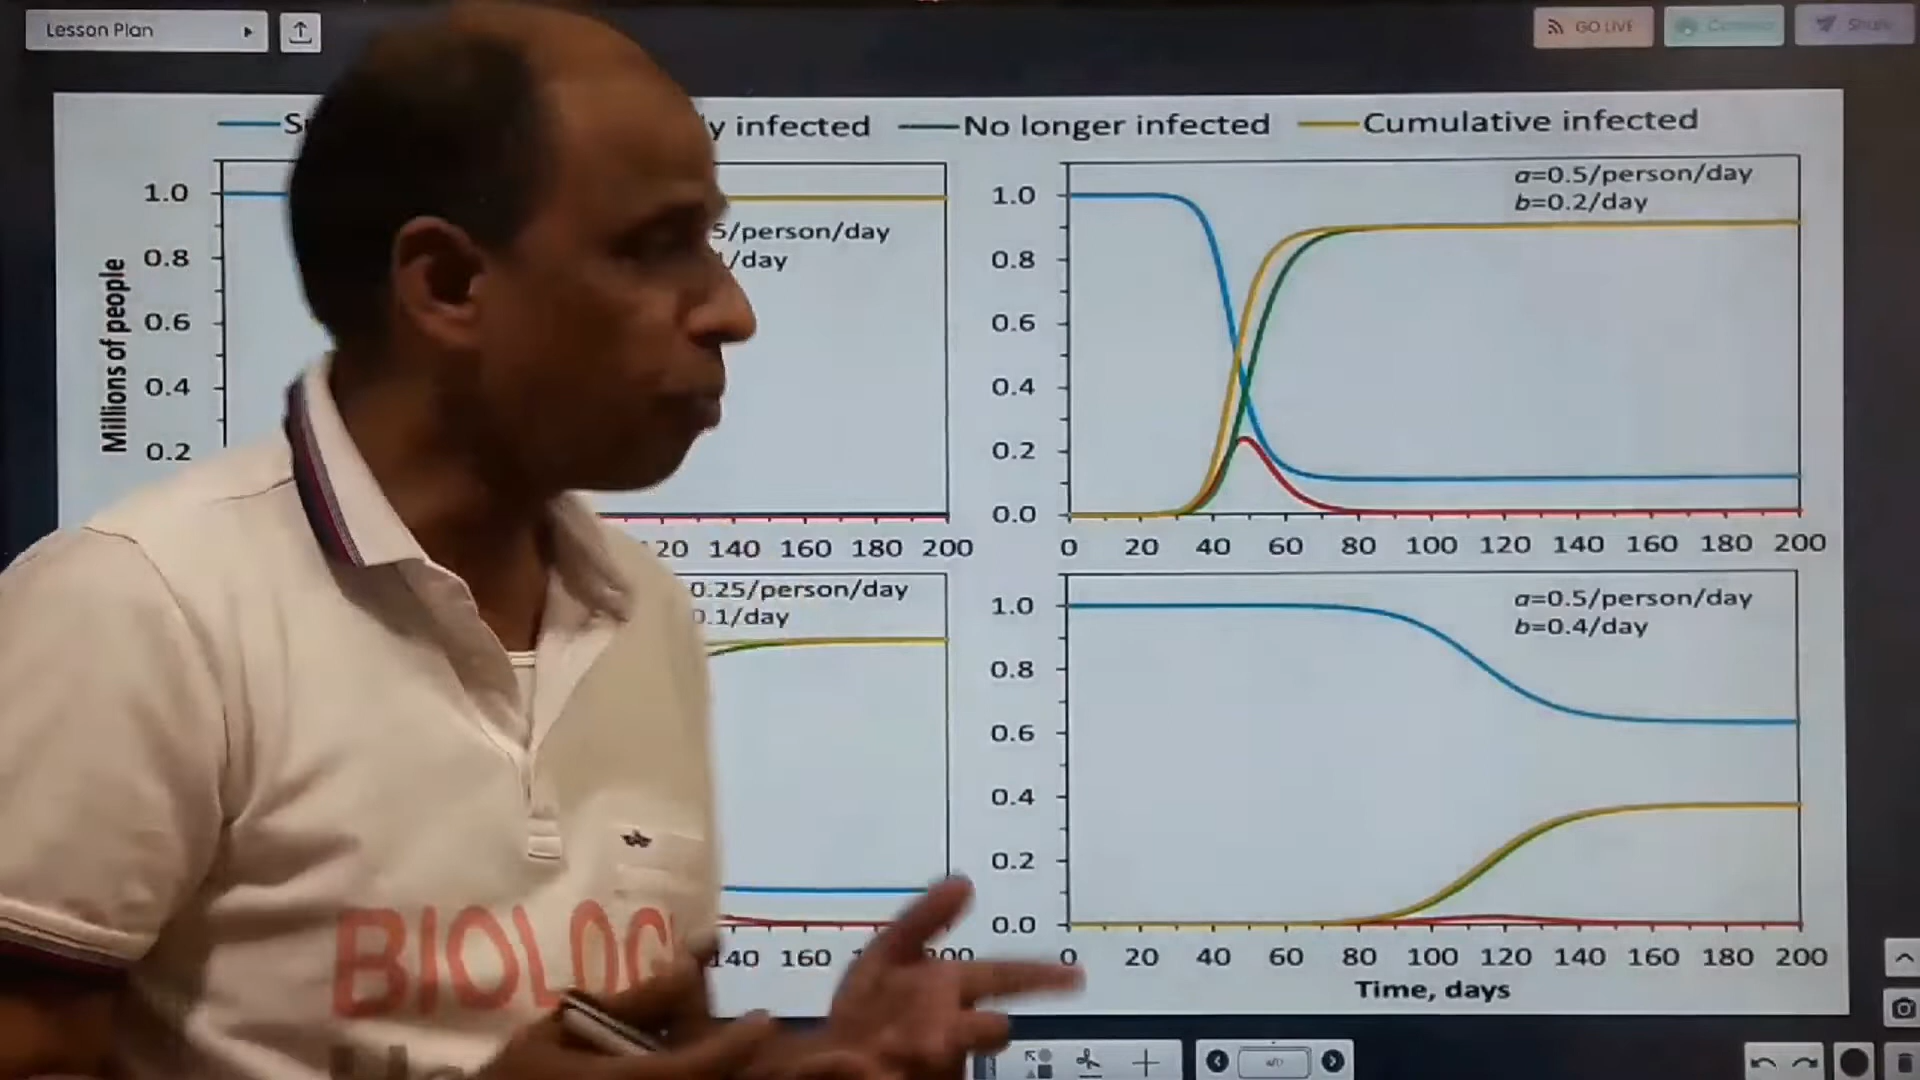 Lesson Plan
GO LIVE
Share
y infected
No longer infected
Cumulative infected
Millions of people
1.0
0.8
0.6
0.4
0.2
5/person/day
/day
20 140 160 180 200
1.0
0.8
0.6
0.4
0.2
0.0
a=0.5/person/day
b=0.2/day
0 20 40 60 80 100 120 140 160 180 200
0.25/person/day
0.1/day
140 160
200
1.0
0.8
0.6
0.4
0.2
0.0
a=0.5/person/day
b=0.4/day
0 20 40 60 80 100 120 140 160 180 200
Time, days
BIOLOG